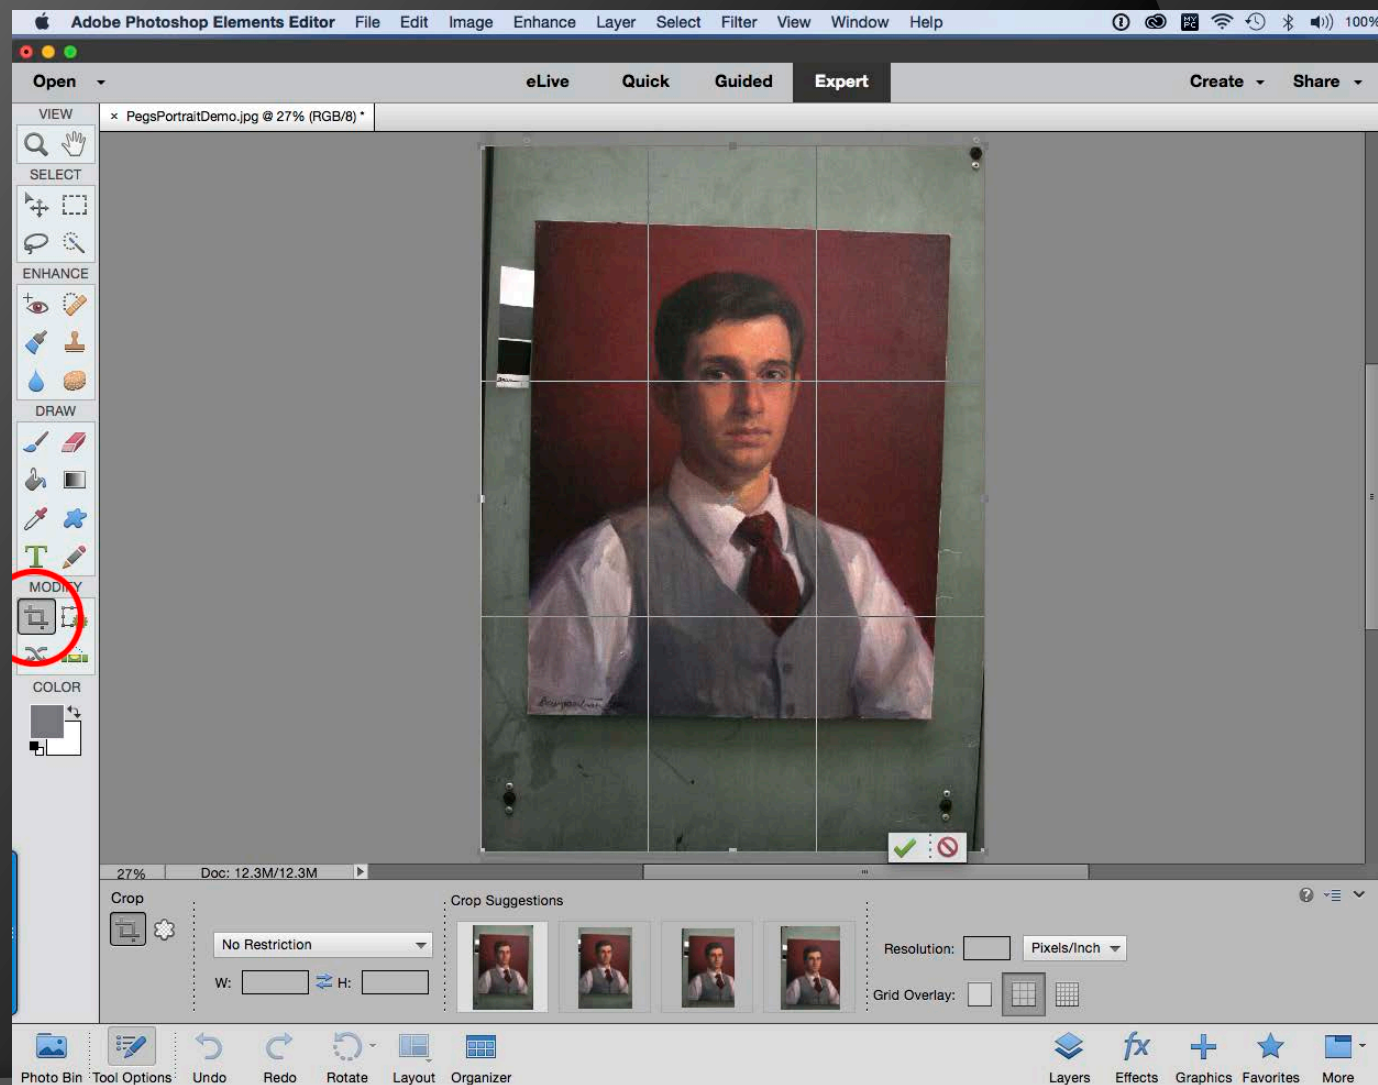 Adobe Photoshop Elements Editor File Edit Image Enhance Layer Select Filter View Window Help MY PC 100%
Open eLive Quick Guided Expert Create Share
VIEW
× PegsPortraitDemo.jpg @ 27% (RGB/8) *
SELECT
ENHANCE
DRAW
T
MODIFY
COLOR
27% Doc: 12.3M/12.3M
Crop
Crop Suggestions
No Restriction
W: H:
Resolution: Pixels/Inch
Grid Overlay:
Photo Bin Tool Options Undo Redo Rotate Layout Organizer Layers fx Effects Graphics Favorites More